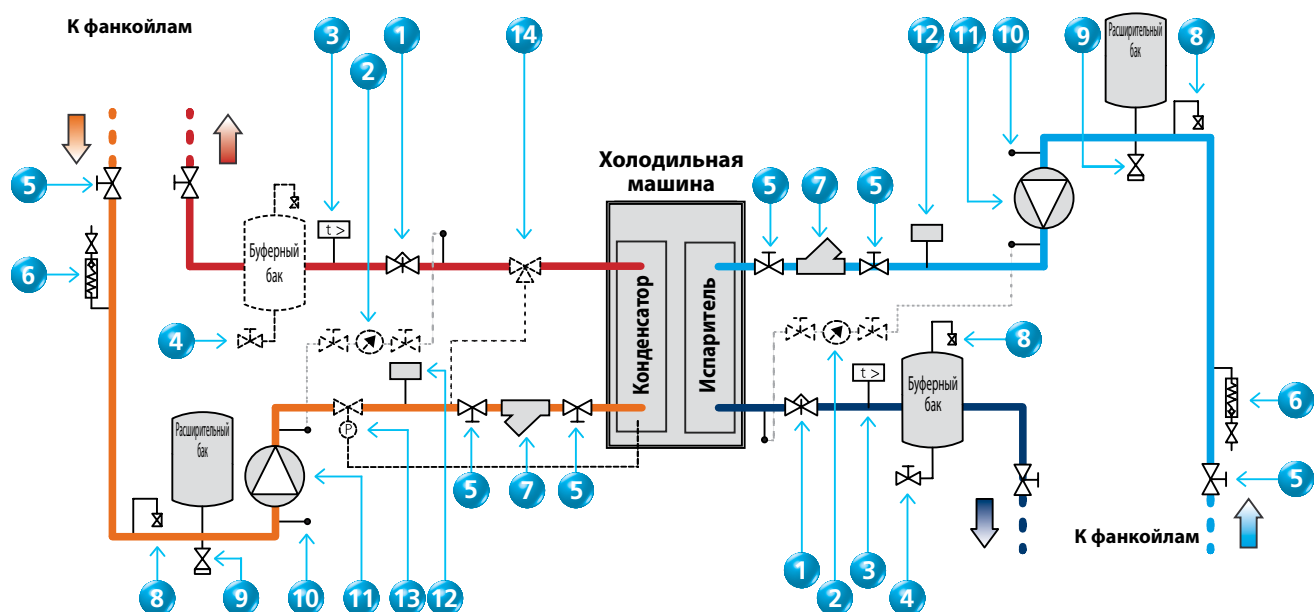 К фанкойлам
3
1
14
12
11
10
9
8
2
Расширительный
бак
Холодильная
машина
5
5
7
5
t >
6
Буферный
бак
Конденсатор
Испаритель
4
12
8
t >
Буферный
бак
6
P
Расширительный
бак
5
7
5
5
К фанкойлам
8
9
10
11
13
12
1
2
3
4